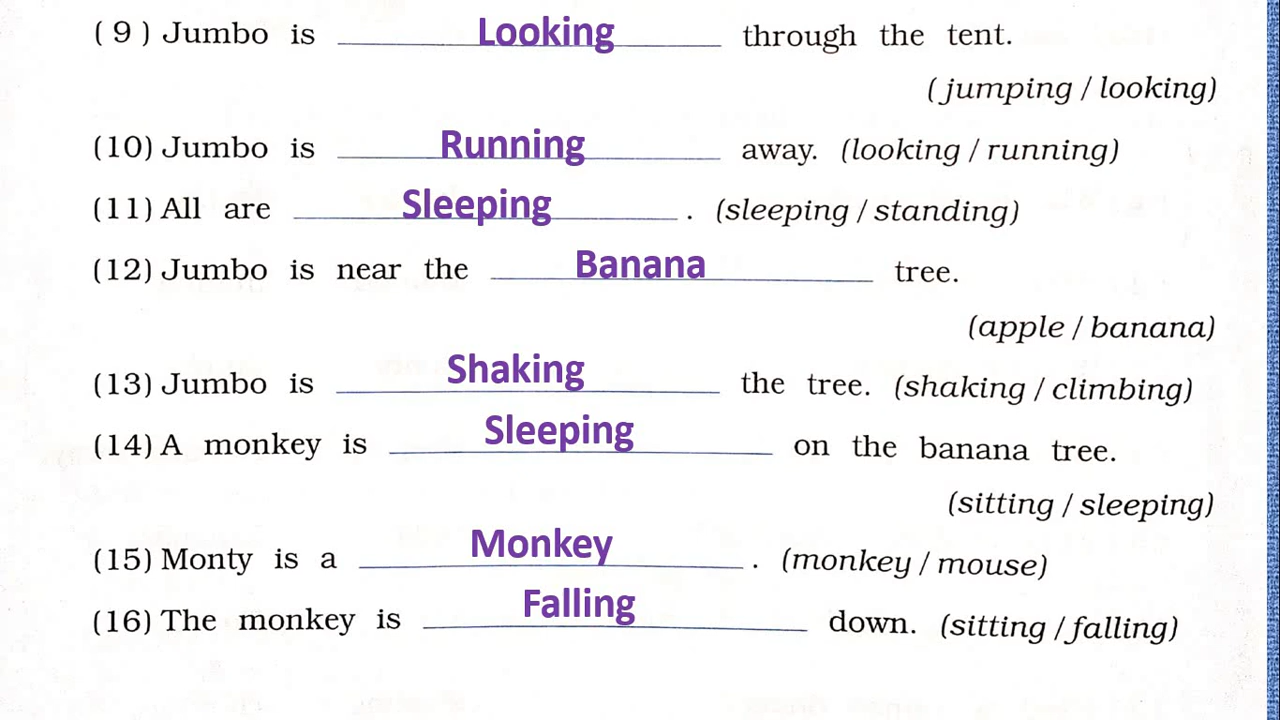 ( 9 ) Jumbo is Looking through the tent.
( jumping / looking)
(10) Jumbo is Running away. (looking / running)
(11) All are Sleeping . (sleeping / standing)
(12) Jumbo is near the Banana tree.
(apple / banana)
(13) Jumbo is Shaking the tree. (shaking / climbing)
(14) A monkey is Sleeping on the banana tree.
(sitting / sleeping)
(15) Monty is a Monkey . (monkey / mouse)
(16) The monkey is Falling down. (sitting / falling)